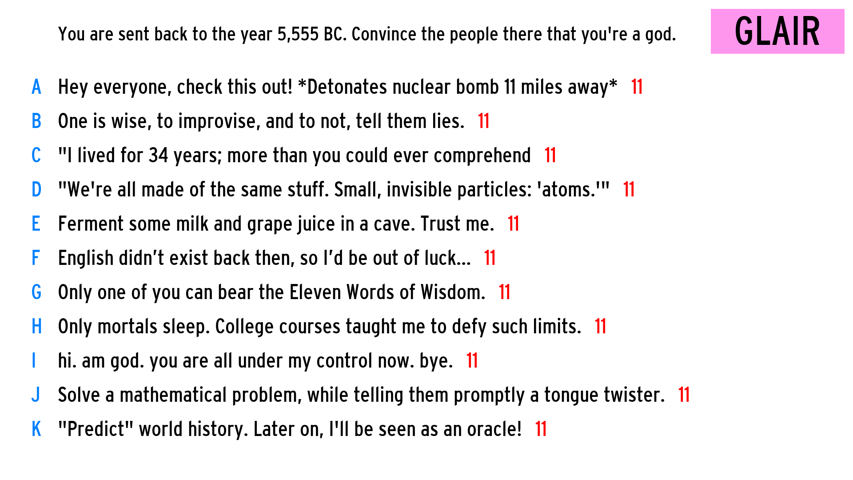 You are sent back to the year 5,555 BC. Convince the people there that you're a god.
GLAIR
A Hey everyone, check this out! *Detonates nuclear bomb 11 miles away* 11
B One is wise, to improvise, and to not, tell them lies. 11
C "I lived for 34 years; more than you could ever comprehend 11
D "We're all made of the same stuff. Small, invisible particles: 'atoms.'" 11
E Ferment some milk and grape juice in a cave. Trust me. 11
F English didn’t exist back then, so I’d be out of luck... 11
G Only one of you can bear the Eleven Words of Wisdom. 11
H Only mortals sleep. College courses taught me to defy such limits. 11
I hi. am god. you are all under my control now. bye. 11
J Solve a mathematical problem, while telling them promptly a tongue twister. 11
K "Predict" world history. Later on, I'll be seen as an oracle! 11